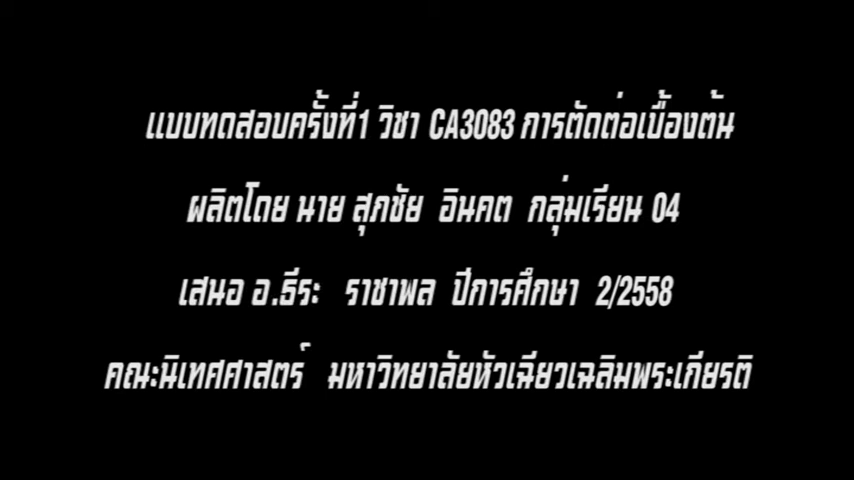 แบบทดสอบครั้งที่1 วิชา CA3083 การตัดต่อเบื้องต้น
ผลิตโดย นาย สุภชัย อินคต กลุ่มเรียน 04
เสนอ อ.ธีระ ราชาพล ปีการศึกษา 2/2558
คณะนิเทศศาสตร์ มหาวิทยาลัยหัวเฉียวเฉลิมพระเกียรติ